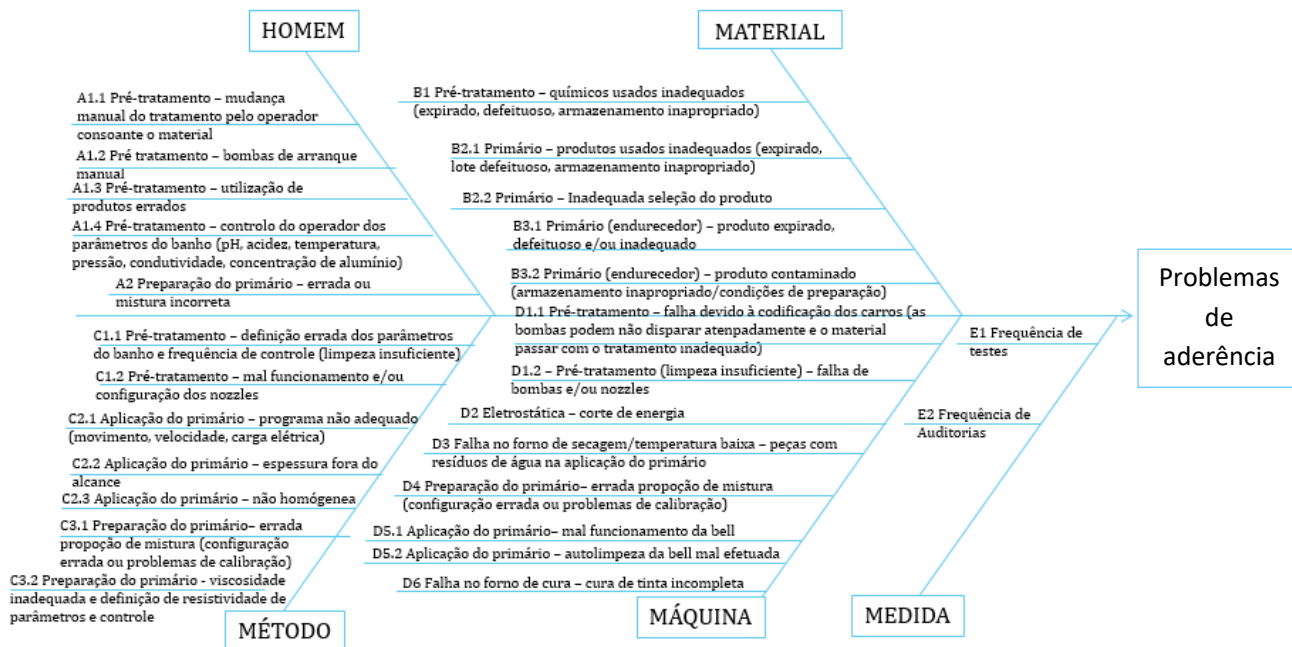 HOMEM
A1.1 Pré-tratamento – mudança
manual do tratamento pelo operador
consoante o material
A1.2 Pré tratamento – bombas de arranque
manual
A1.3 Pré-tratamento – utilização de
produtos errados
A1.4 Pré-tratamento – controlo do operador dos
parâmetros do banho (pH, acidez, temperatura,
pressão, condutividade, concentração de alumínio)
A2 Preparação do primário – errada ou
mistura incorreta
MATERIAL
B1 Pré-tratamento – químicos usados inadequados
(expirado, defeituoso, armazenamento inapropriado)
B2.1 Primário – produtos usados inadequados (expirado,
lote defeituoso, armazenamento inapropriado)
B2.2 Primário – Inadequada seleção do produto
B3.1 Primário (endurecedor) – produto expirado,
defeituoso e/ou inadequado
B3.2 Primário (endurecedor) – produto contaminado
(armazenamento inapropriado/condições de preparação)
Problemas
de
aderência
C1.1 Pré-tratamento – definição errada dos parâmetros
do banho e frequência de controle (limpeza insuficiente)
C1.2 Pré-tratamento – mal funcionamento e/ou
configuração dos nozzles
C2.1 Aplicação do primário – programa não adequado
(movimento, velocidade, carga elétrica)
C2.2 Aplicação do primário – espessura fora do
alcance
C2.3 Aplicação do primário – não homógenea
C3.1 Preparação do primário– errada
propoção de mistura (configuração
errada ou problemas de calibração)
C3.2 Preparação do primário - viscosidade
inadequada e definição de resistividade de
parâmetros e controle
MÉTODO
D1.1 Pré-tratamento – falha devido à codificação dos carros (as
bombas podem não disparar atenpadamente e o material
passar com o tratamento inadequado)
D1.2 – Pré-tratamento (limpeza insuficiente) – falha de
bombas e/ou nozzles
D2 Eletrostática – corte de energia
D3 Falha no forno de secagem/temperatura baixa – peças com
resíduos de água na aplicação do primário
D4 Preparação do primário– errada propoção de mistura
(configuração errada ou problemas de calibração)
D5.1 Aplicação do primário– mal funcionamento da bell
D5.2 Aplicação do primário – autolimpeza da bell mal efetuada
D6 Falha no forno de cura – cura de tinta incompleta
MÁQUINA
E1 Frequência de
testes
E2 Frequência de
Auditorias
MEDIDA